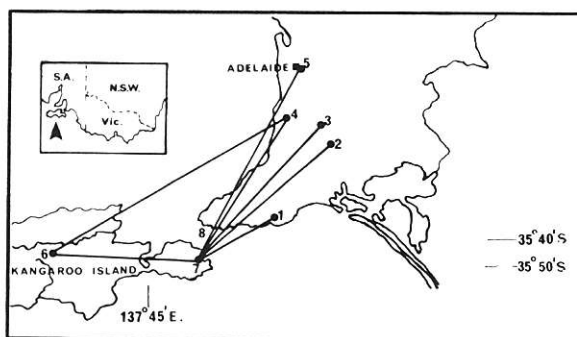 S.A.
N.S.W.
Vic.
ADELAIDE 5
4
3
2
1
8
6
7
KANGAROO ISLAND
35°40'S
35°50'S
137°45'E.